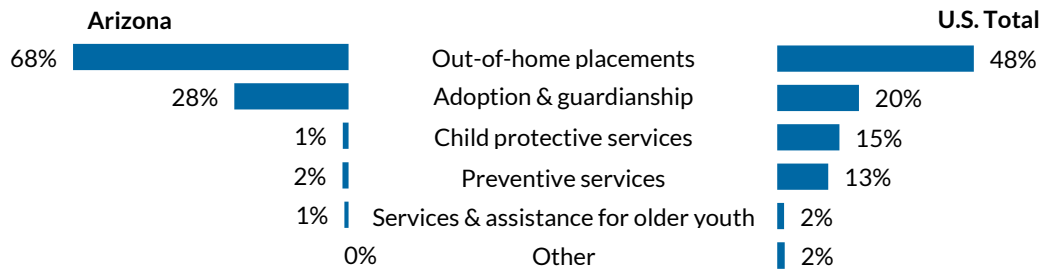 Arizona U.S. Total
68% Out-of-home placements 48%
28% Adoption & guardianship 20%
1% Child protective services 15%
2% Preventive services 13%
1% Services & assistance for older youth 2%
0% Other 2%